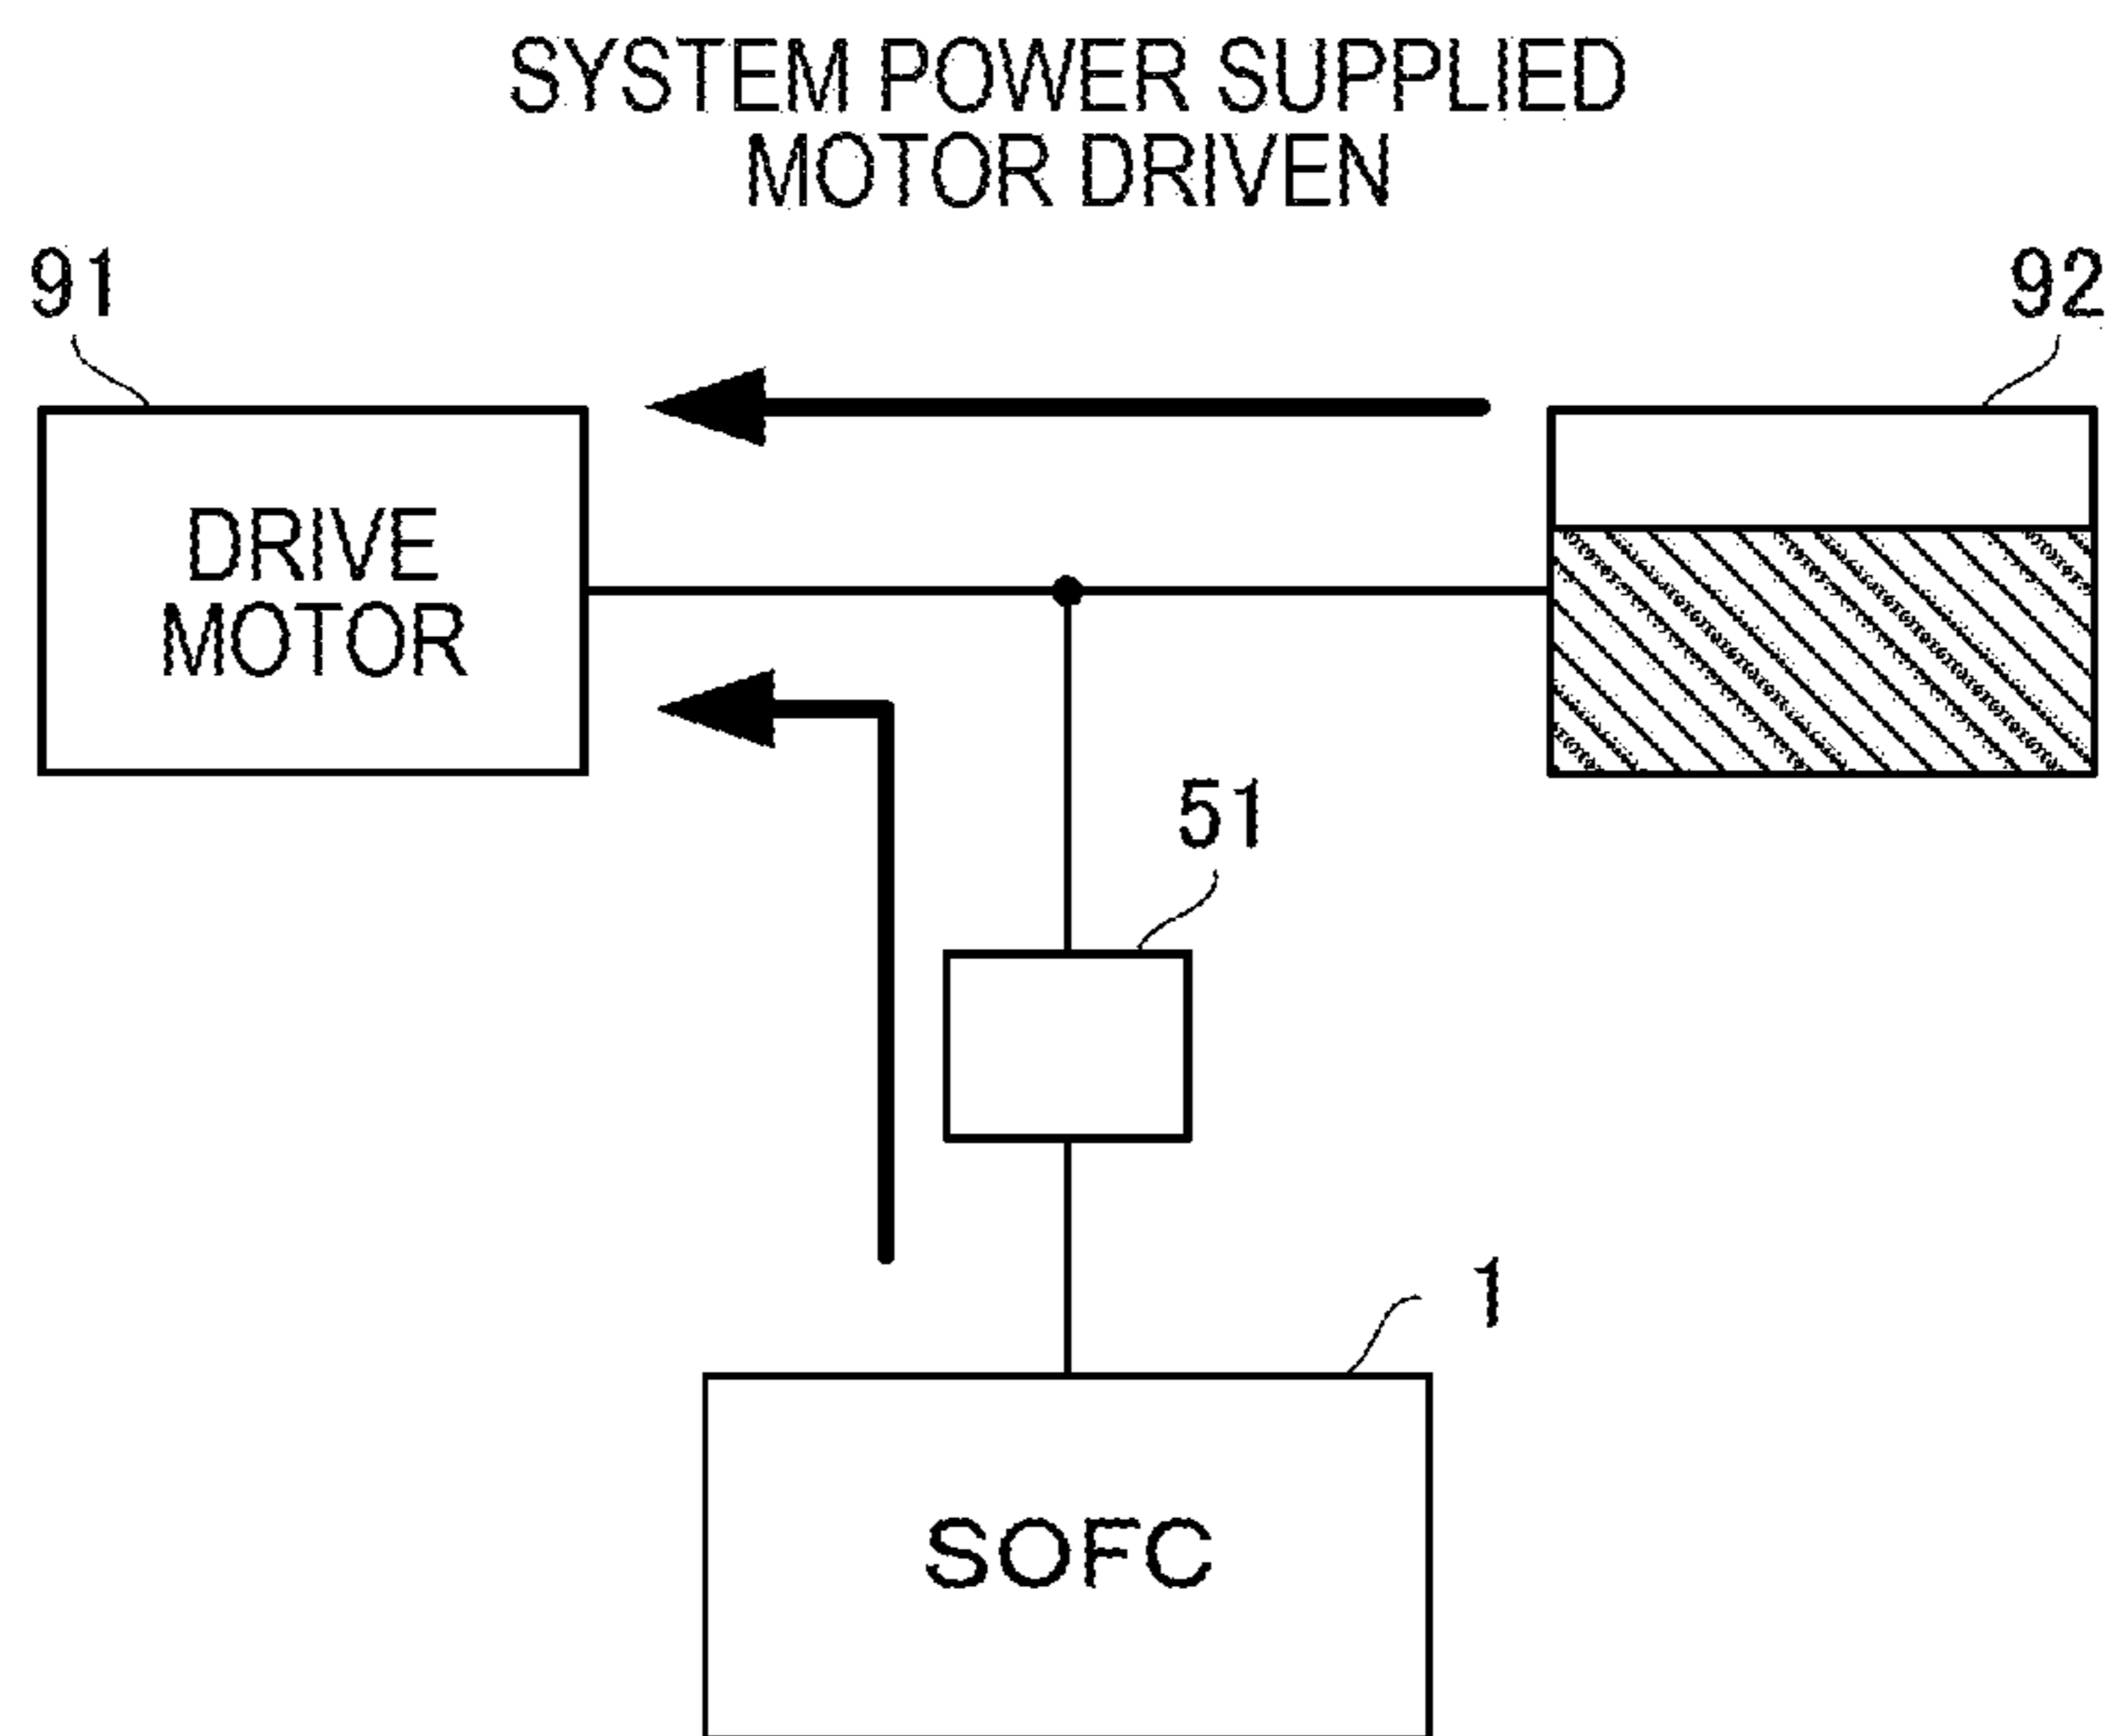 SYSTEM POWER SUPPLIED
MOTOR DRIVEN
91
92
DRIVE
MOTOR
51
1
SOFC